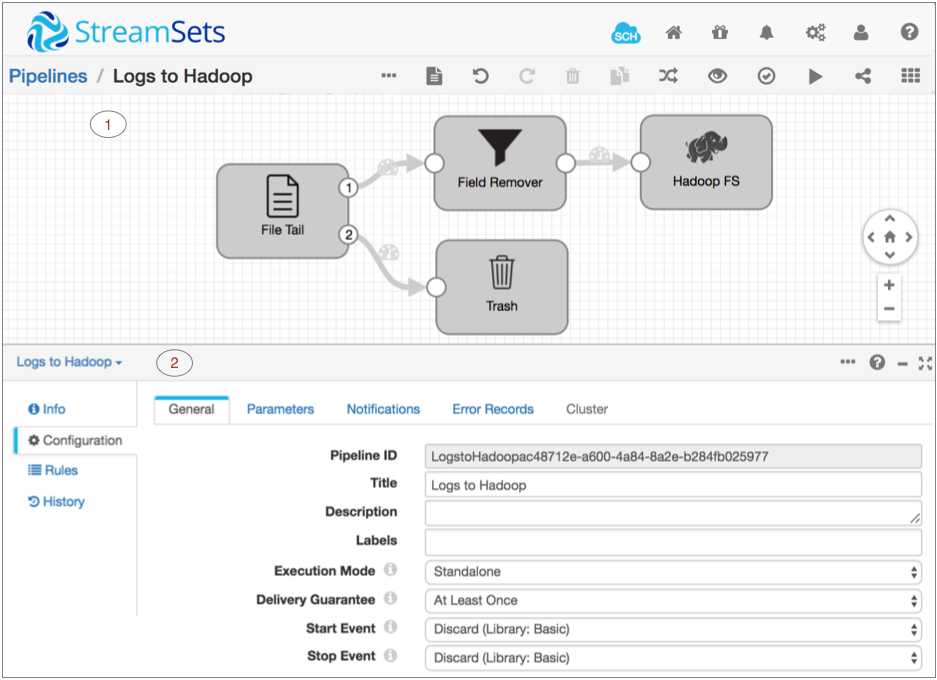 StreamSets
SCH
Pipelines / Logs to Hadoop
1
File Tail
1
2
Field Remover
Hadoop FS
Trash
Logs to Hadoop
2
Info
Configuration
Rules
History
General Parameters Notifications Error Records Cluster
Pipeline ID LogstoHadoopac48712e-a600-4a84-8a2e-b284fb025977
Title Logs to Hadoop
Description
Labels
Execution Mode Standalone
Delivery Guarantee At Least Once
Start Event Discard (Library: Basic)
Stop Event Discard (Library: Basic)